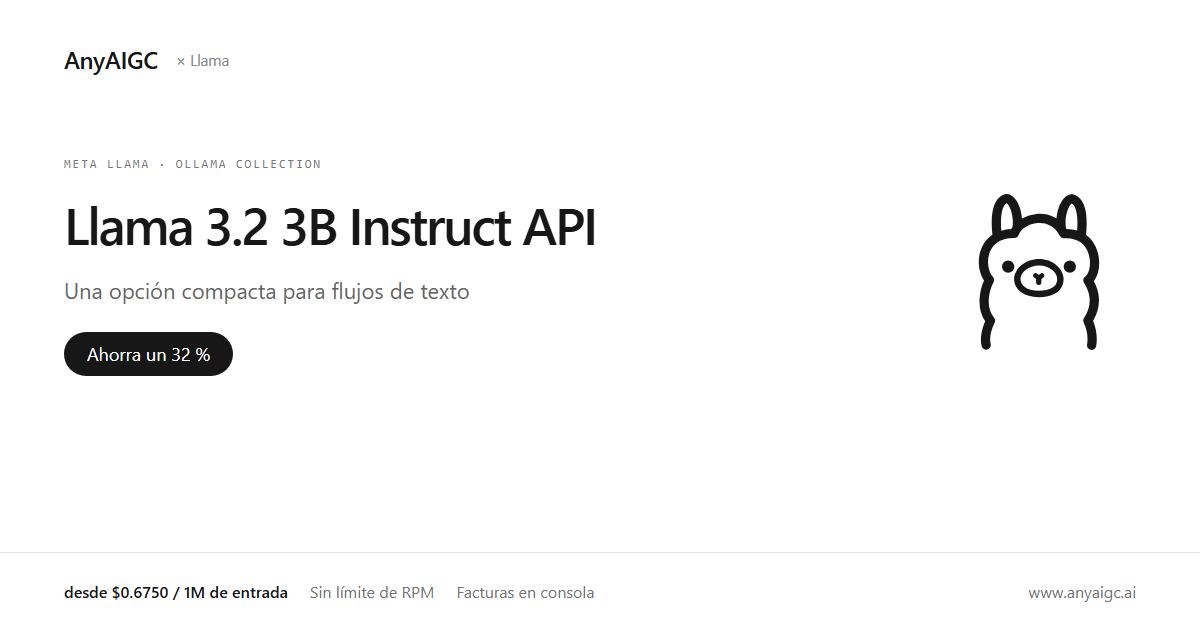 AnyAIGC × Llama
META LLAMA · OLLAMA COLLECTION
Llama 3.2 3B Instruct API
Una opción compacta para flujos de texto
Ahorra un 32 %
desde $0.6750 / 1M de entrada Sin límite de RPM Facturas en consola www.anyaigc.ai